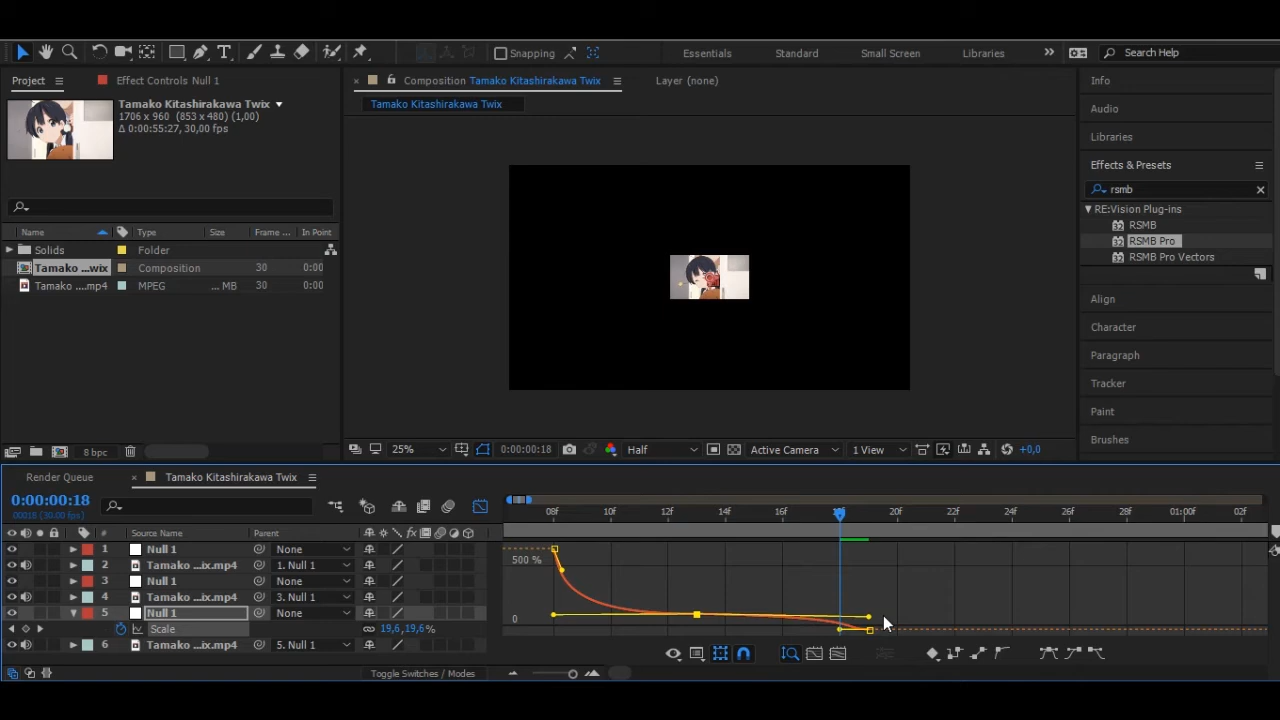 Snapping
Essentials
Standard
Small Screen
Libraries
Search Help
Project
Effect Controls Null 1
Composition Tamako Kitashirakawa Twix
Layer (none)
Info
Tamako Kitashirakawa Twix
1706 x 960 (853 x 480) (1,00)
Δ 0:00:55:27, 30,00 fps
Tamako Kitashirakawa Twix
Audio
Libraries
Effects & Presets
rsmb
RE:Vision Plug-ins
RSMB
RSMB Pro
RSMB Pro Vectors
Name
Type
Size
Frame ...
In Point
Solids
Folder
Tamako ...wix
Composition
30
0:00
Tamako ....mp4
MPEG
... MB
30
0:00
Align
Character
Paragraph
Tracker
Paint
Brushes
8 bpc
25%
0:00:00:18
Half
Active Camera
1 View
+0,0
Render Queue
Tamako Kitashirakawa Twix
0:00:00:18
00018 (30.00 fps)
08f
10f
12f
14f
16f
20f
22f
24f
26f
28f
01:00f
02f
#
Source Name
Parent
1
Null 1
None
2
Tamako ...ix.mp4
1. Null 1
3
Null 1
None
4
Tamako ...ix.mp4
3. Null 1
5
Null 1
None
Scale
19,6,19,6%
6
Tamako ...ix.mp4
5. Null 1
500 %
0
Toggle Switches / Modes